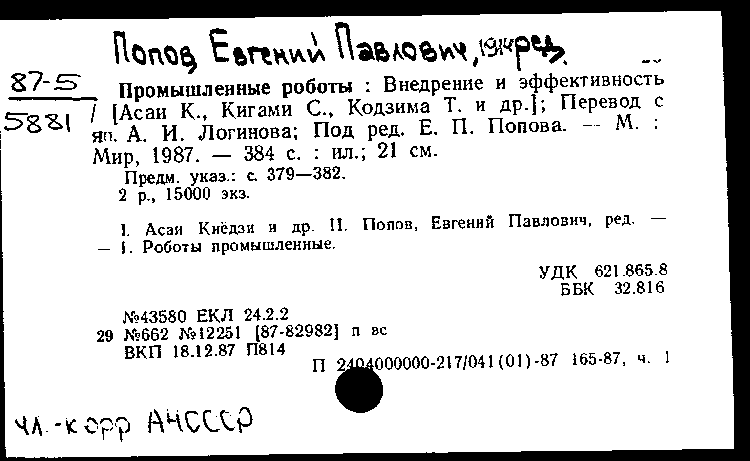 Попов Евгений Павлович, 1914 ред.
87-5
5881
Промышленные роботы : Внедрение и эффективность
/ [Асаи К., Кигами С., Кодзима Т. и др.]; Перевод с
яп. А. И. Логинова; Под ред. Е. П. Попова. — М. :
Мир, 1987. — 384 с. : ил.; 21 см.
Предм. указ.: с. 379—382.
2 р., 15000 экз.
I. Асаи Киёдзи и др. II. Попов, Евгений Павлович, ред. —
— 1. Роботы промышленные.
УДК 621.865.8
ББК 32.816
№43580 ЕКЛ 24.2.2
29 №662 №12251 [87-82982] п вс
ВКП 18.12.87 П814
П 2404000000-217/041(01)-87 165-87, ч. 1
чл.-корр АНСССР